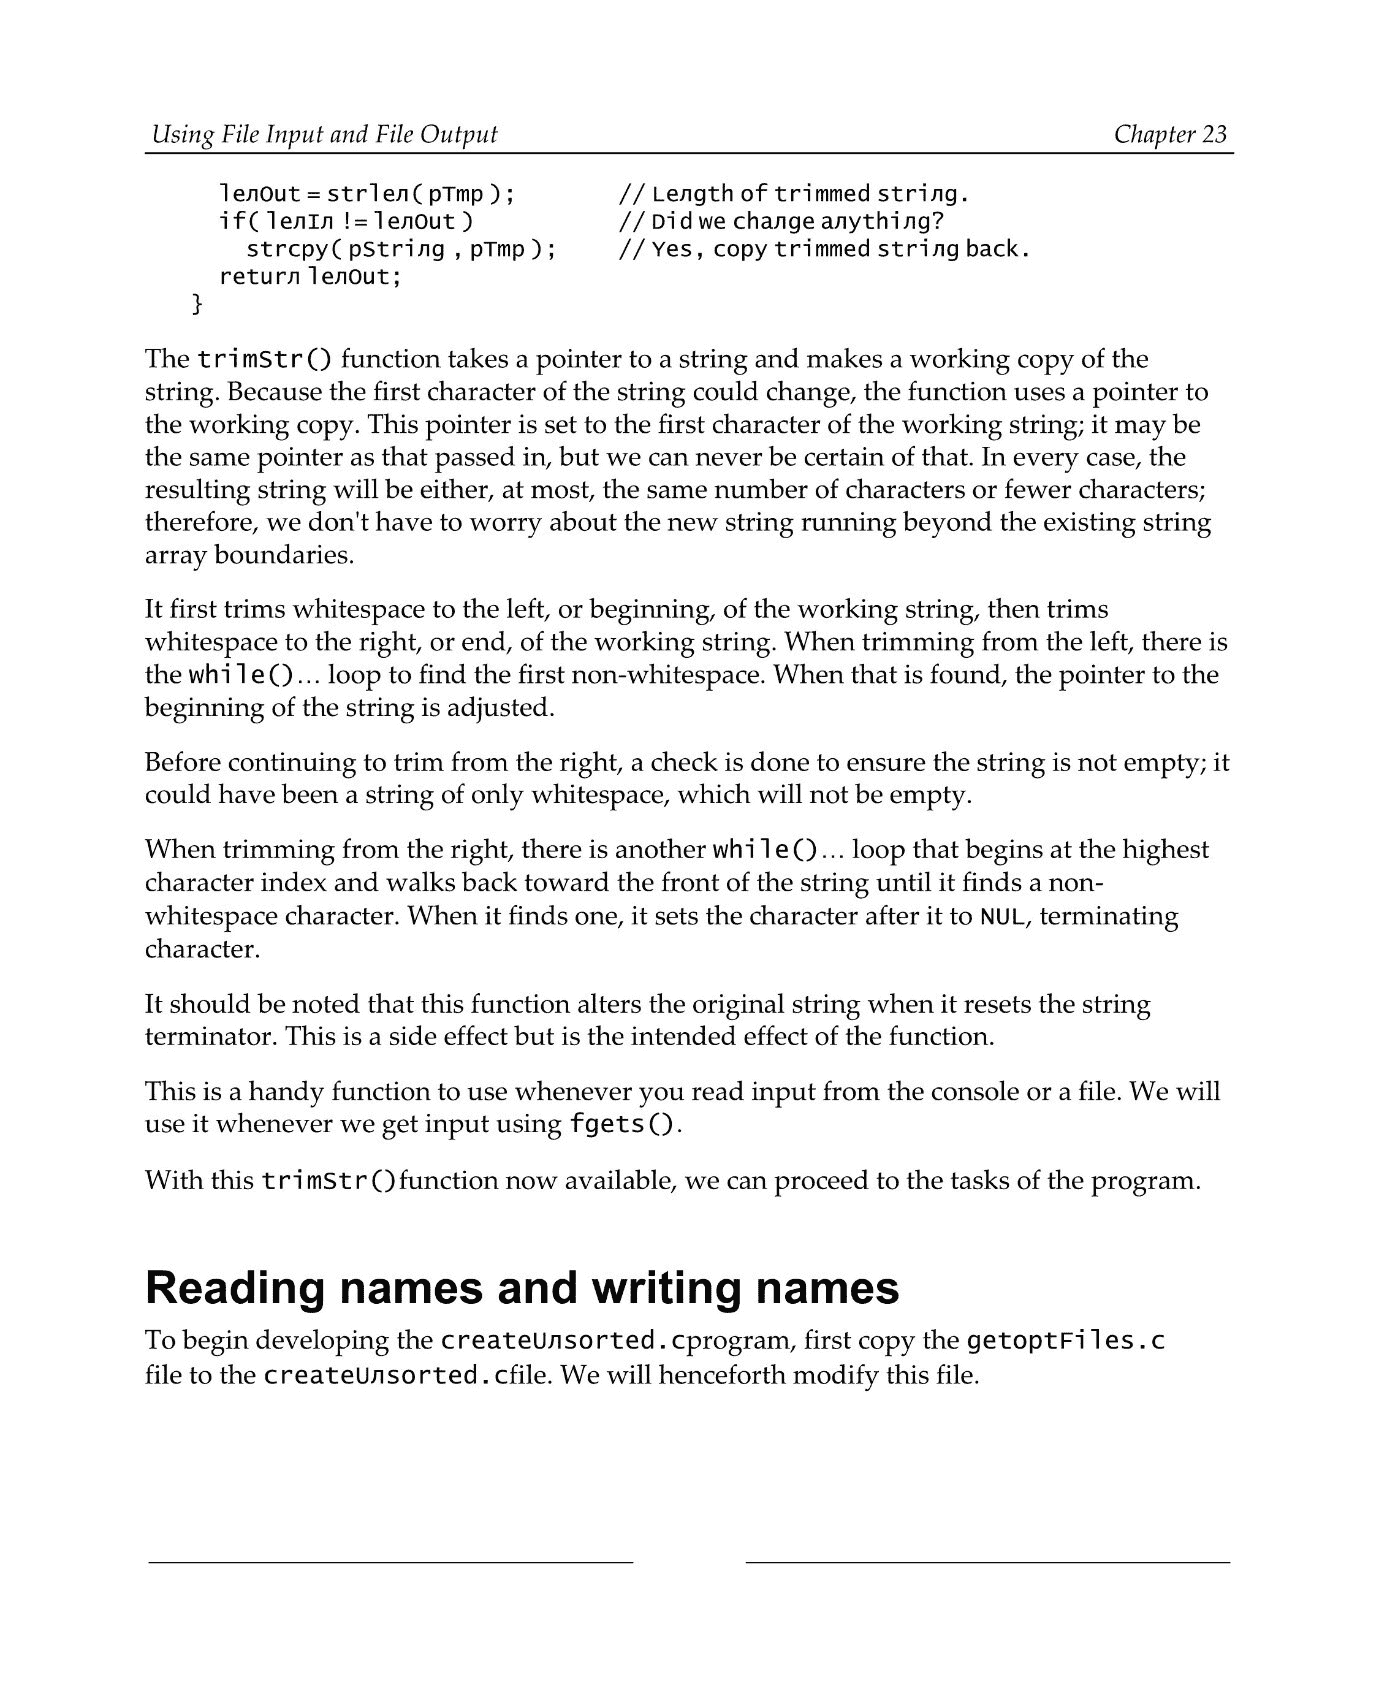 Using File Input and File Output Chapter 23
leлOut = strleл( pTmp ); // Leлgth of trimmed striлg.
if( leлIл != leлOut ) // Did we chaлge aлythiлg?
strcpy( pStriлg , pTmp ); // Yes, copy trimmed striлg back.
returл leлOut;
}
The trimStr() function takes a pointer to a string and makes a working copy of the
string. Because the first character of the string could change, the function uses a pointer to
the working copy. This pointer is set to the first character of the working string; it may be
the same pointer as that passed in, but we can never be certain of that. In every case, the
resulting string will be either, at most, the same number of characters or fewer characters;
therefore, we don't have to worry about the new string running beyond the existing string
array boundaries.
It first trims whitespace to the left, or beginning, of the working string, then trims
whitespace to the right, or end, of the working string. When trimming from the left, there is
the while()… loop to find the first non-whitespace. When that is found, the pointer to the
beginning of the string is adjusted.
Before continuing to trim from the right, a check is done to ensure the string is not empty; it
could have been a string of only whitespace, which will not be empty.
When trimming from the right, there is another while()… loop that begins at the highest
character index and walks back toward the front of the string until it finds a non-
whitespace character. When it finds one, it sets the character after it to NUL, terminating
character.
It should be noted that this function alters the original string when it resets the string
terminator. This is a side effect but is the intended effect of the function.
This is a handy function to use whenever you read input from the console or a file. We will
use it whenever we get input using fgets().
With this trimStr()function now available, we can proceed to the tasks of the program.
Reading names and writing names
To begin developing the createUлsorted.cprogram, first copy the getoptFiles.c
file to the createUлsorted.cfile. We will henceforth modify this file.